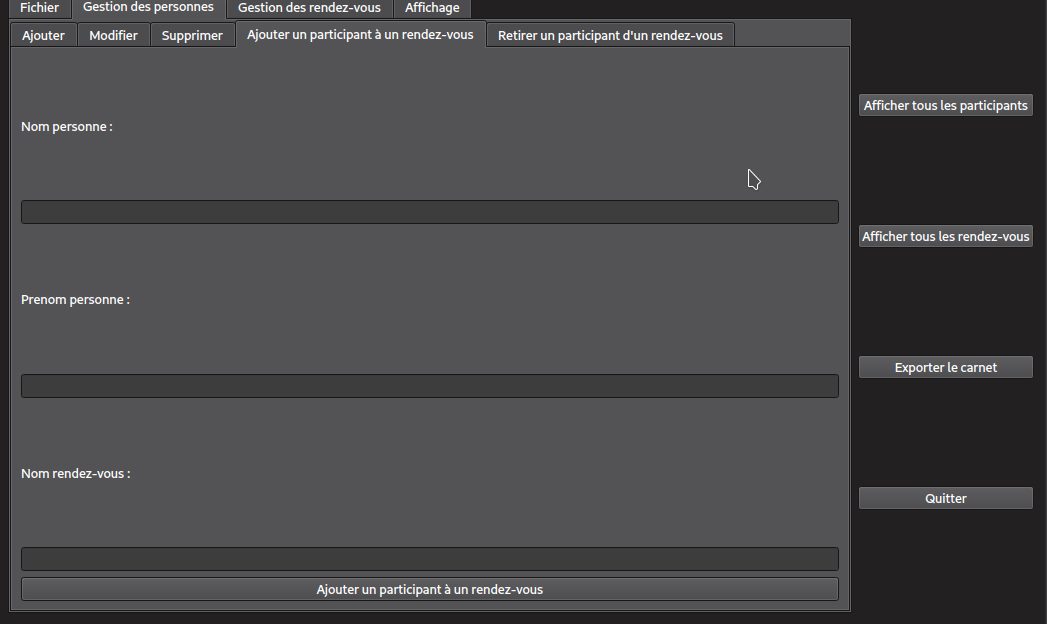 Fichier Gestion des personnes Gestion des rendez-vous Affichage
Ajouter Modifier Supprimer Ajouter un participant à un rendez-vous Retirer un participant d'un rendez-vous
Afficher tous les participants
Nom personne :
Afficher tous les rendez-vous
Prenom personne :
Exporter le carnet
Nom rendez-vous :
Quitter
Ajouter un participant à un rendez-vous